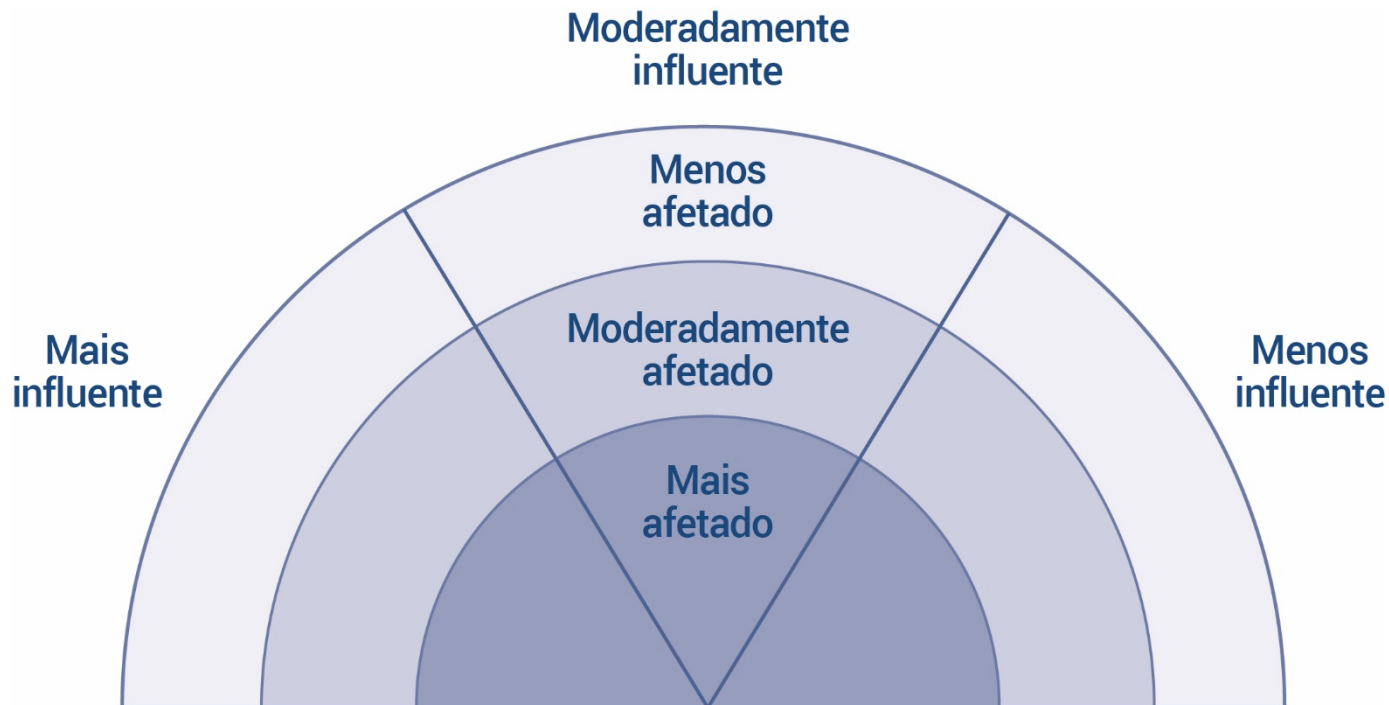 Moderadamente
influente
Menos
afetado
Moderadamente
afetado
Mais
influente
Menos
influente
Mais
afetado